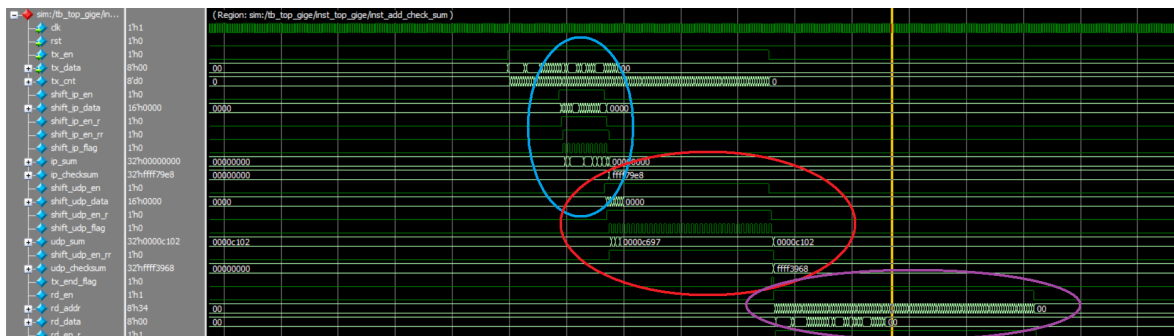 sim:/tb_top_gige/in... (Region: sim:/tb_top_gige/inst_top_gige/inst_add_check_sum )
clk 1'h1
rst 1'h0
tx_en 1'h0
tx_data 8'h00 00 00
tx_cnt 8'd0 0 0
shift_ip_en 1'h0
shift_ip_data 16'h0000 0000 0000
shift_ip_en_r 1'h0
shift_ip_en_rr 1'h0
shift_ip_flag 1'h0
ip_sum 32'h00000000 00000000 00000000
ip_checksum 32'hffff79e8 00000000 ffff79e8
shift_udp_en 1'h0
shift_udp_data 16'h0000 0000 0000
shift_udp_en_r 1'h0
shift_udp_flag 1'h0
udp_sum 32'h0000c102 0000c102 0000c697 0000c102
shift_udp_en_rr 1'h0
udp_checksum 32'hffff3968 00000000 ffff3968
tx_end_flag 1'h0
rd_en 1'h1
rd_addr 8'h34 00 00
rd_data 8'h00 00 00
rd_en_r 1'h1